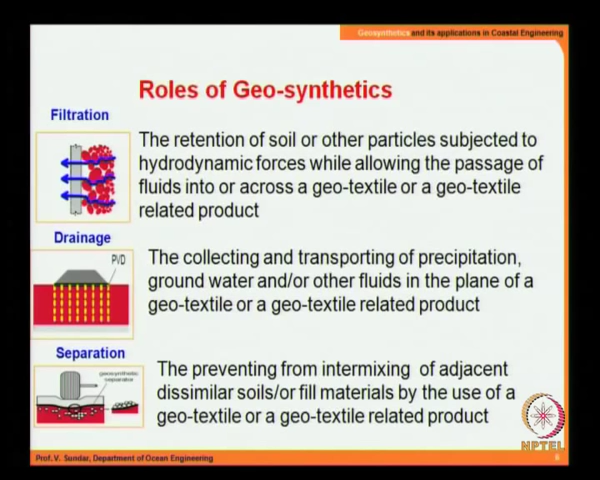 Geosynthetics and its applications in Coastal Engineering
Roles of Geo-synthetics
Filtration
The retention of soil or other particles subjected to
hydrodynamic forces while allowing the passage of
fluids into or across a geo-textile or a geo-textile
related product
Drainage
PVD
The collecting and transporting of precipitation,
ground water and/or other fluids in the plane of a
geo-textile or a geo-textile related product
Separation
geosynthetic
separator
The preventing from intermixing of adjacent
dissimilar soils/or fill materials by the use of a
geo-textile or a geo-textile related product
NPTEL
Prof. V. Sundar, Department of Ocean Engineering